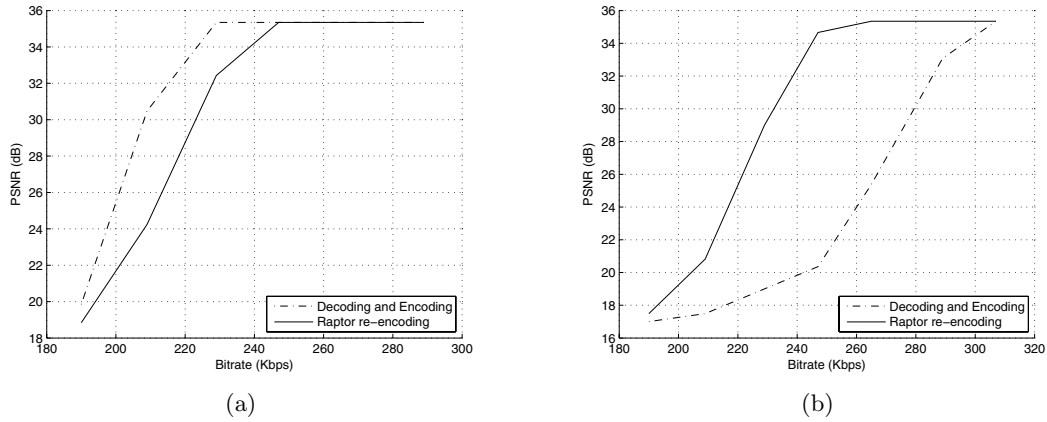 36
34
32
30
28
26
24
22
20
18
PSNR (dB)
180 200 220 240 260 280 300
Bitrate (Kbps)
Decoding and Encoding
Raptor re-encoding
(a)
36
34
32
30
28
26
24
22
20
18
16
PSNR (dB)
180 200 220 240 260 280 300 320
Bitrate (Kbps)
Decoding and Encoding
Raptor re-encoding
(b)